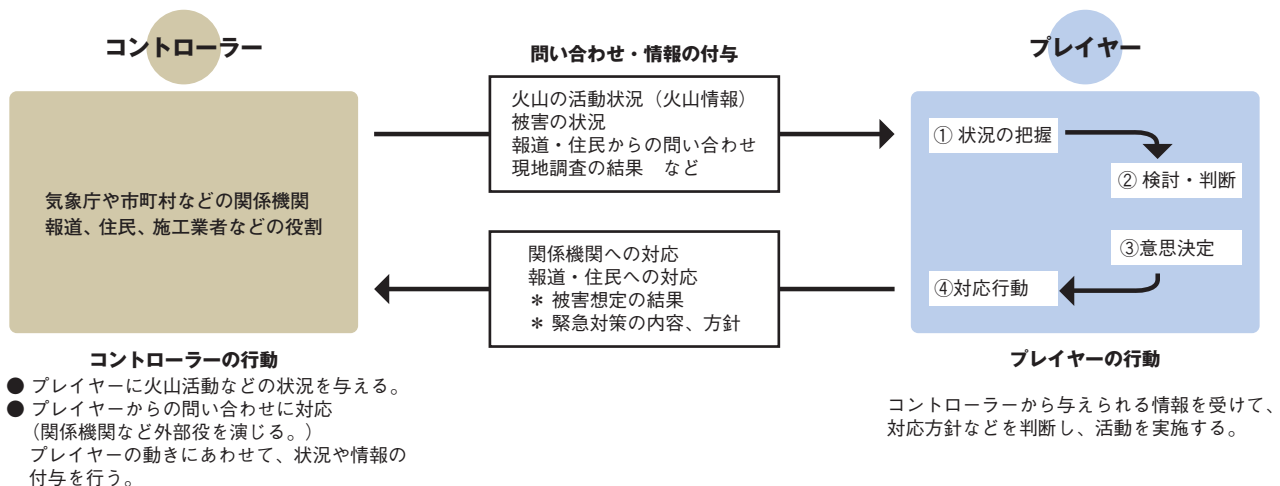 コントローラー
気象庁や市町村などの関係機関
報道、住民、施工業者などの役割
問い合わせ・情報の付与
火山の活動状況（火山情報）
被害の状況
報道・住民からの問い合わせ
現地調査の結果　など
関係機関への対応
報道・住民への対応
＊ 被害想定の結果
＊ 緊急対策の内容、方針
プレイヤー
① 状況の把握
② 検討・判断
③意思決定
④対応行動
コントローラーの行動
● プレイヤーに火山活動などの状況を与える。
● プレイヤーからの問い合わせに対応
（関係機関など外部役を演じる。）
プレイヤーの動きにあわせて、状況や情報の
付与を行う。
プレイヤーの行動
コントローラーから与えられる情報を受けて、
対応方針などを判断し、活動を実施する。